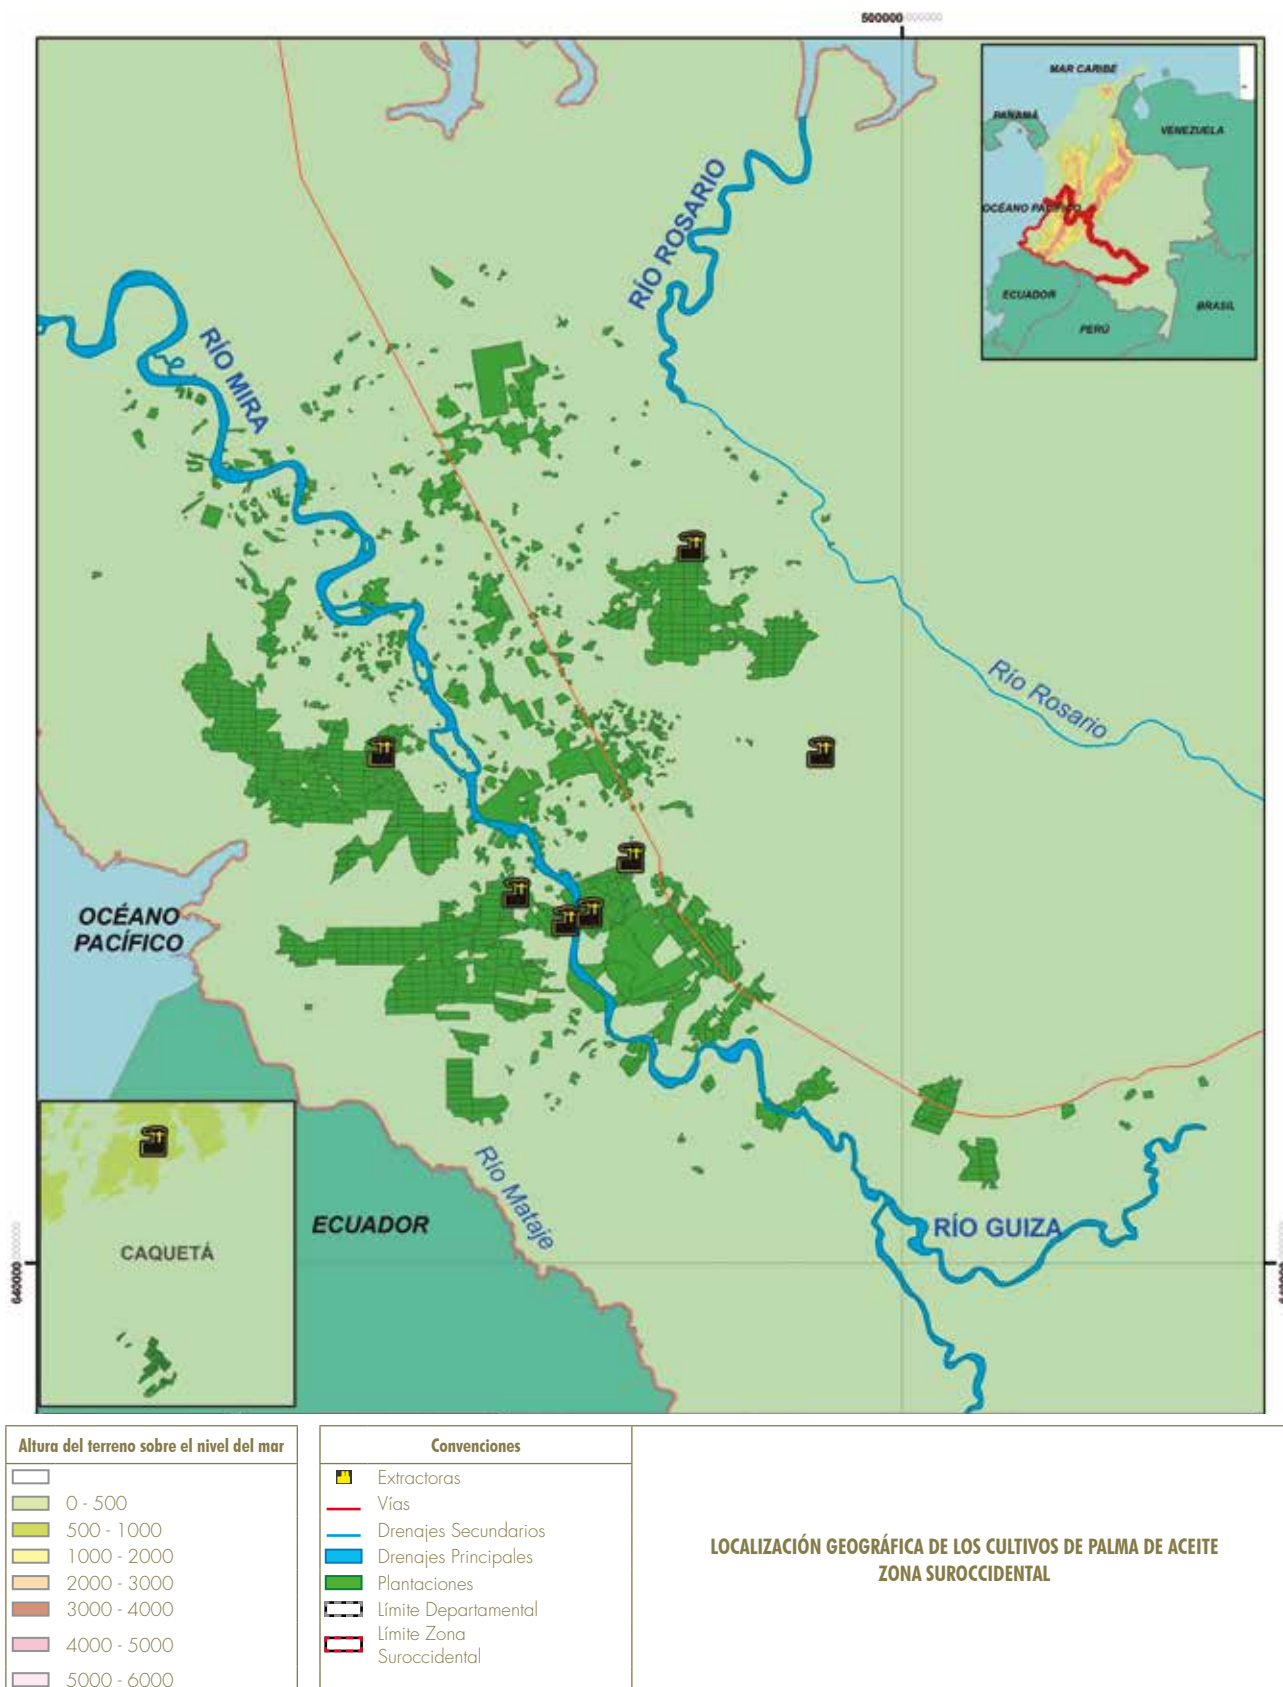 500000
MAR CARIBE
PANAMÁ
VENEZUELA
OCÉANO PACÍFICO
ECUADOR
BRASIL
PERÚ
RÍO ROSARIO
RÍO MIRA
Río Rosario
OCÉANO
PACÍFICO
Río Mataje
ECUADOR
CAQUETÁ
RÍO GUIZA
640000
Altura del terreno sobre el nivel del mar
0 - 500
500 - 1000
1000 - 2000
2000 - 3000
3000 - 4000
4000 - 5000
5000 - 6000
Convenciones
Extractoras
Vías
Drenajes Secundarios
Drenajes Principales
Plantaciones
Límite Departamental
Límite Zona
Suroccidental
LOCALIZACIÓN GEOGRÁFICA DE LOS CULTIVOS DE PALMA DE ACEITE
ZONA SUROCCIDENTAL